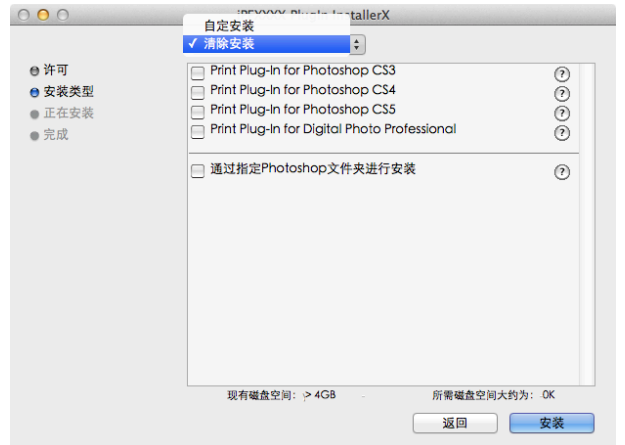 iPFXXXX PlugIn InstallerX
自定安装
✓ 清除安装
许可
安装类型
正在安装
完成
Print Plug-In for Photoshop CS3
Print Plug-In for Photoshop CS4
Print Plug-In for Photoshop CS5
Print Plug-In for Digital Photo Professional
通过指定Photoshop文件夹进行安装
现有磁盘空间： > 4GB
所需磁盘空间大约为： 0K
返回
安装